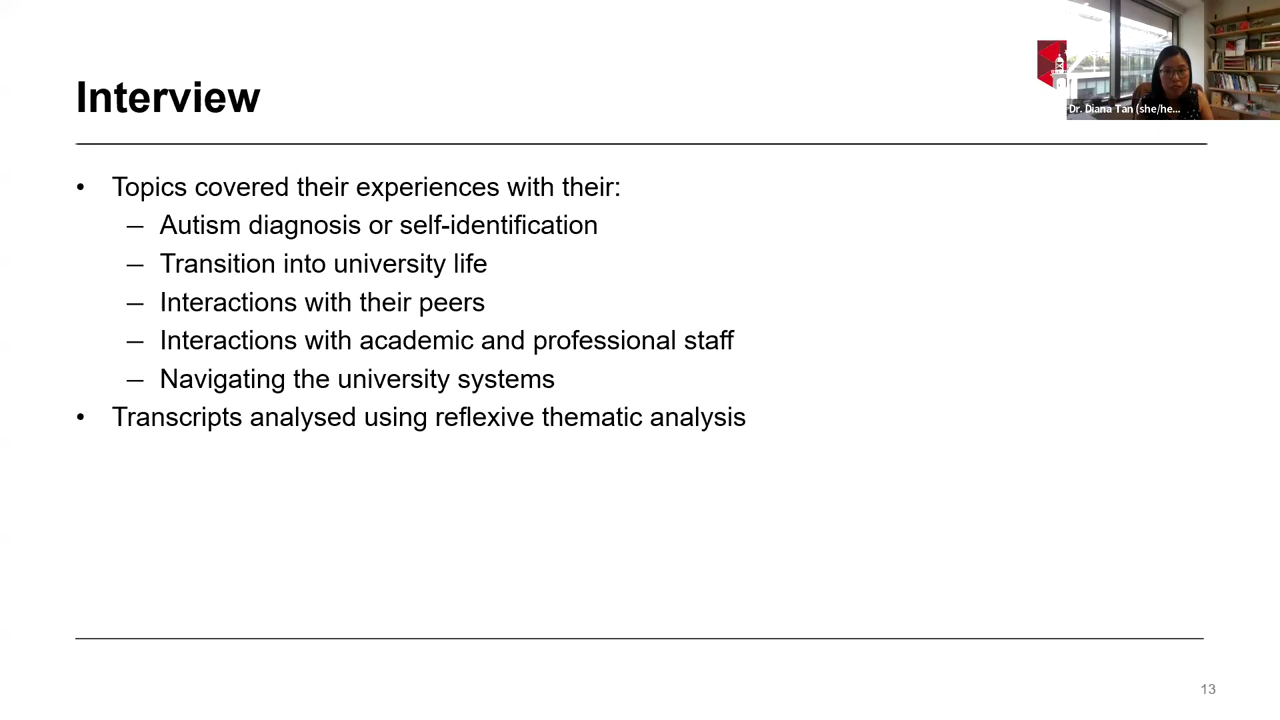 Interview
Dr. Diana Tan (she/he...
• Topics covered their experiences with their:
– Autism diagnosis or self-identification
– Transition into university life
– Interactions with their peers
– Interactions with academic and professional staff
– Navigating the university systems
• Transcripts analysed using reflexive thematic analysis
13